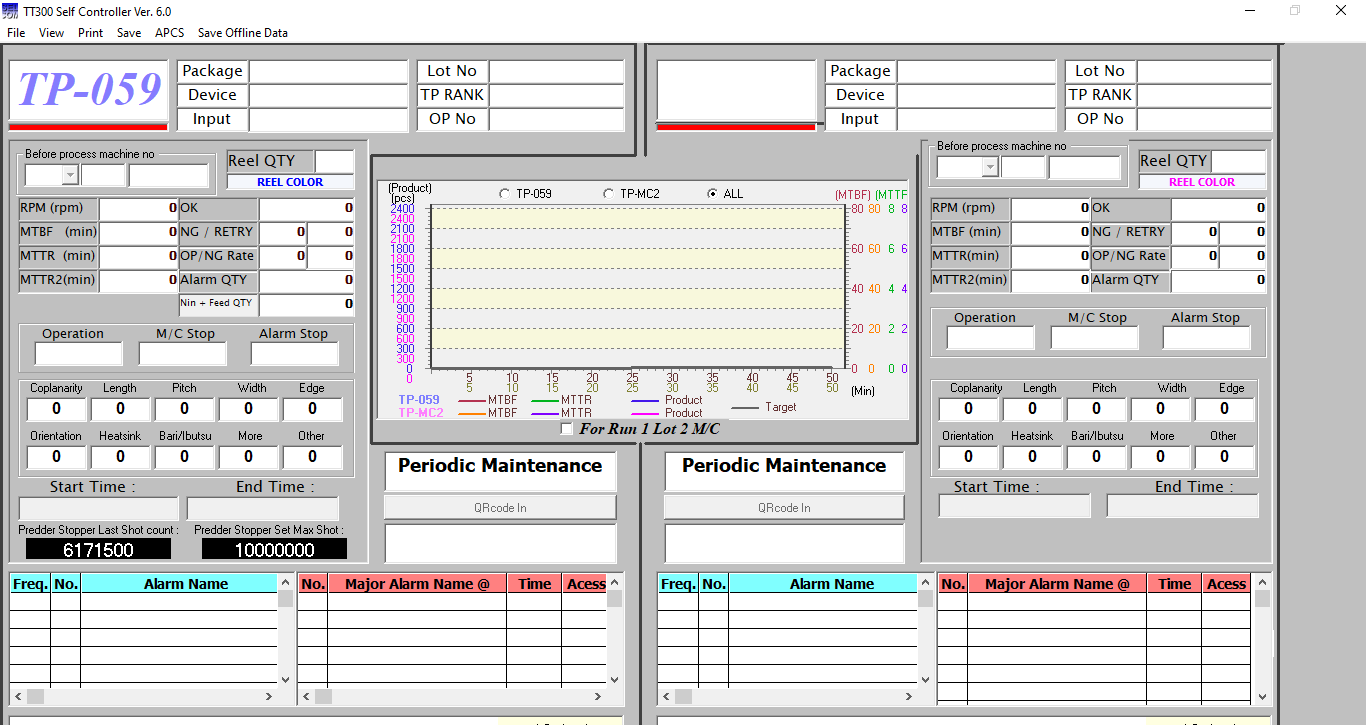 TT300 Self Controller Ver. 6.0
File View Print Save APCS Save Offline Data
TP-059
Package
Device
Input
Lot No
TP RANK
OP No
Package
Device
Input
Lot No
TP RANK
OP No
Before process machine no
Reel QTY
REEL COLOR
RPM (rpm) 0 OK 0
MTBF (min) 0 NG / RETRY 0 0
MTTR (min) 0 OP/NG Rate 0 0
MTTR2(min) 0 Alarm QTY 0
Nin + Feed QTY 0
Operation M/C Stop Alarm Stop
Coplanarity Length Pitch Width Edge
0 0 0 0 0
Orientation Heatsink Bari/Ibutsu More Other
0 0 0 0 0
Start Time : End Time :
Predder Stopper Last Shot count : Predder Stopper Set Max Shot :
6171500 10000000
(Product) TP-059 TP-MC2 ALL (MTBF) (MTTF
(pcs)
2400 80 80 8 8
2400
2100
2100
1800 60 60 6 6
1800
1500
1500
1200 40 40 4 4
1200
900
900
600 20 20 2 2
600
300
300
0 0 0 0 0
0
5 10 15 20 25 30 35 40 45 50
5 10 15 20 25 30 35 40 45 50 (Min)
TP-059 MTBF MTTR Product
TP-MC2 MTBF MTTR Product Target
For Run 1 Lot 2 M/C
Periodic Maintenance
QRcode In
Periodic Maintenance
QRcode In
Before process machine no
Reel QTY
REEL COLOR
RPM (rpm) 0 OK 0
MTBF (min) 0 NG / RETRY 0 0
MTTR(min) 0 OP/NG Rate 0 0
MTTR2(min) 0 Alarm QTY 0
Operation M/C Stop Alarm Stop
Coplanarity Length Pitch Width Edge
0 0 0 0 0
Orientation Heatsink Bari/Ibutsu More Other
0 0 0 0 0
Start Time : End Time :
Freq. No. Alarm Name
No. Major Alarm Name @ Time Acess
Freq. No. Alarm Name
No. Major Alarm Name @ Time Acess